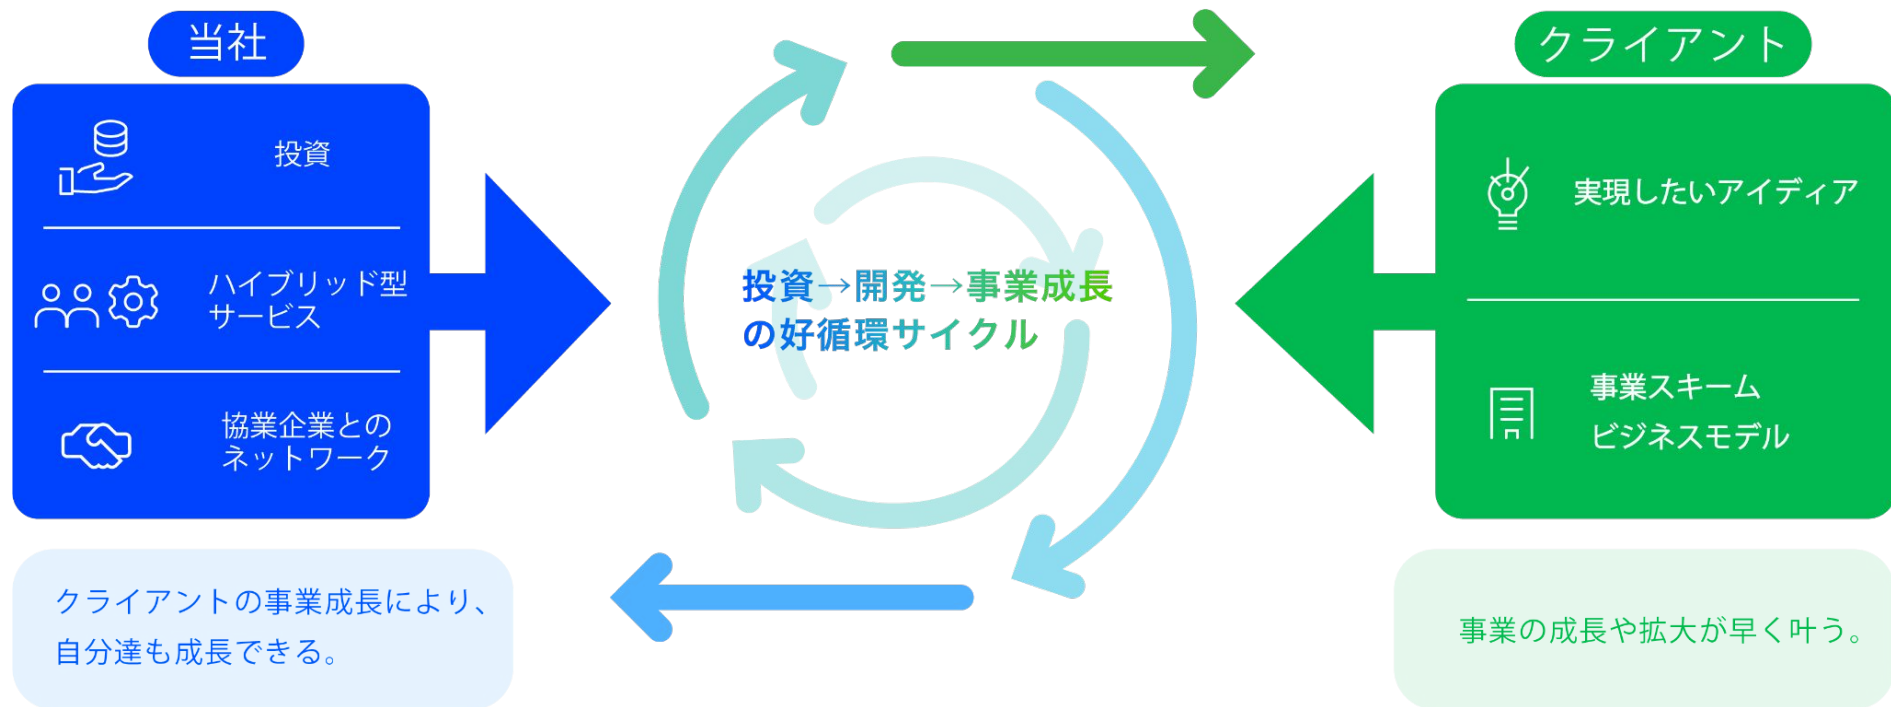 当社
投資
ハイブリッド型
サービス
協業企業との
ネットワーク
クライアントの事業成長により、
自分達も成長できる。
投資→開発→事業成長
の好循環サイクル
クライアント
実現したいアイディア
事業スキーム
ビジネスモデル
事業の成長や拡大が早く叶う。